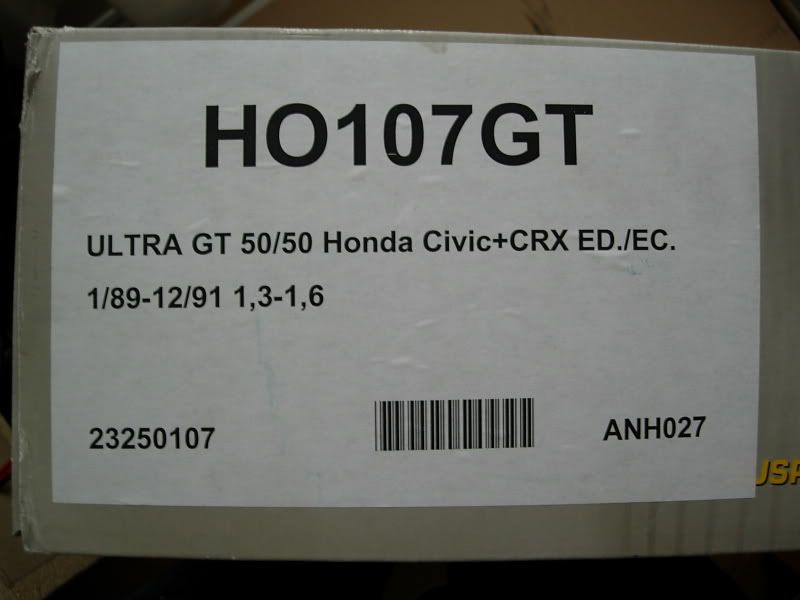 HO107GT
ULTRA GT 50/50 Honda Civic+CRX ED./EC.
1/89-12/91 1,3-1,6
23250107
ANH027